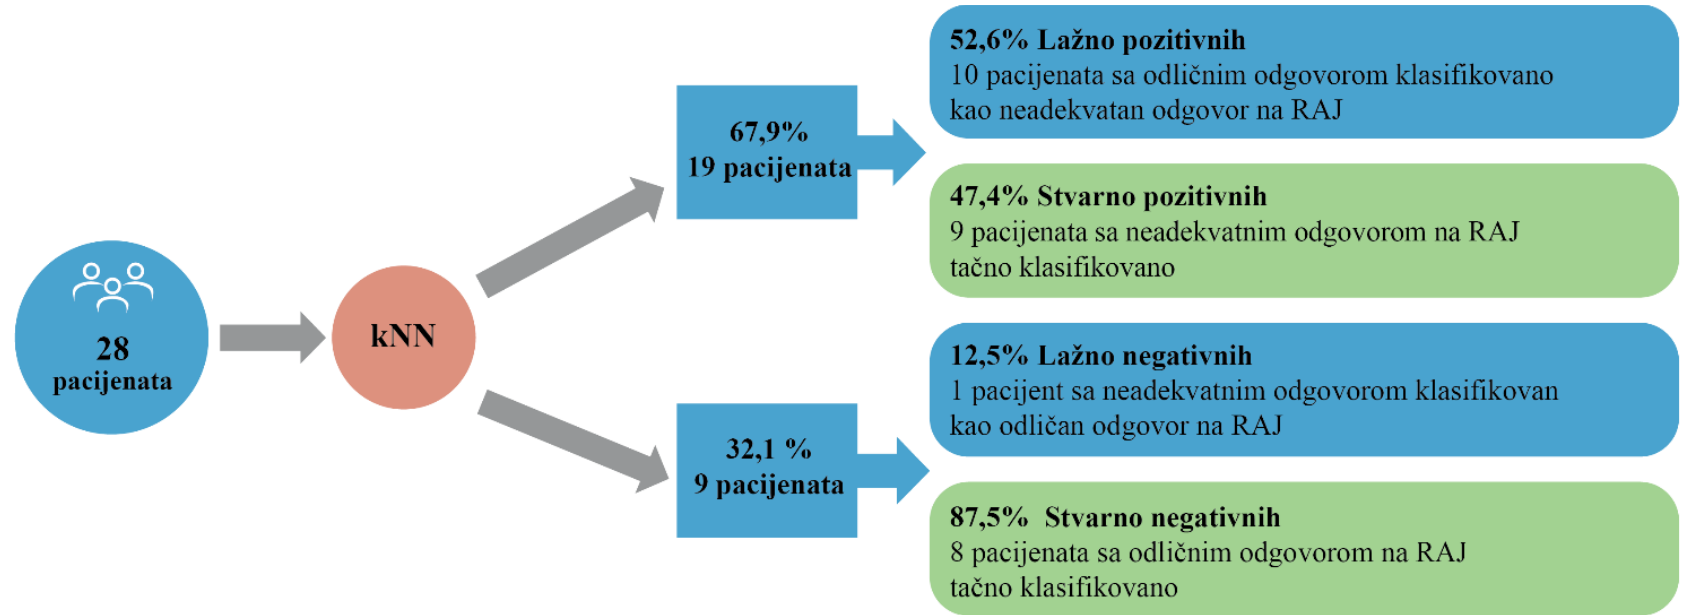 28
pacijenata
kNN
67,9%
19 pacijenata
52,6% Lažno pozitivnih
10 pacijenata sa odličnim odgovorom klasifikovano
kao neadekvatan odgovor na RAJ
47,4% Stvarno pozitivnih
9 pacijenata sa neadekvatnim odgovorom na RAJ
tačno klasifikovano
32,1 %
9 pacijenata
12,5% Lažno negativnih
1 pacijent sa neadekvatnim odgovorom klasifikovan
kao odličan odgovor na RAJ
87,5% Stvarno negativnih
8 pacijenata sa odličnim odgovorom na RAJ
tačno klasifikovano